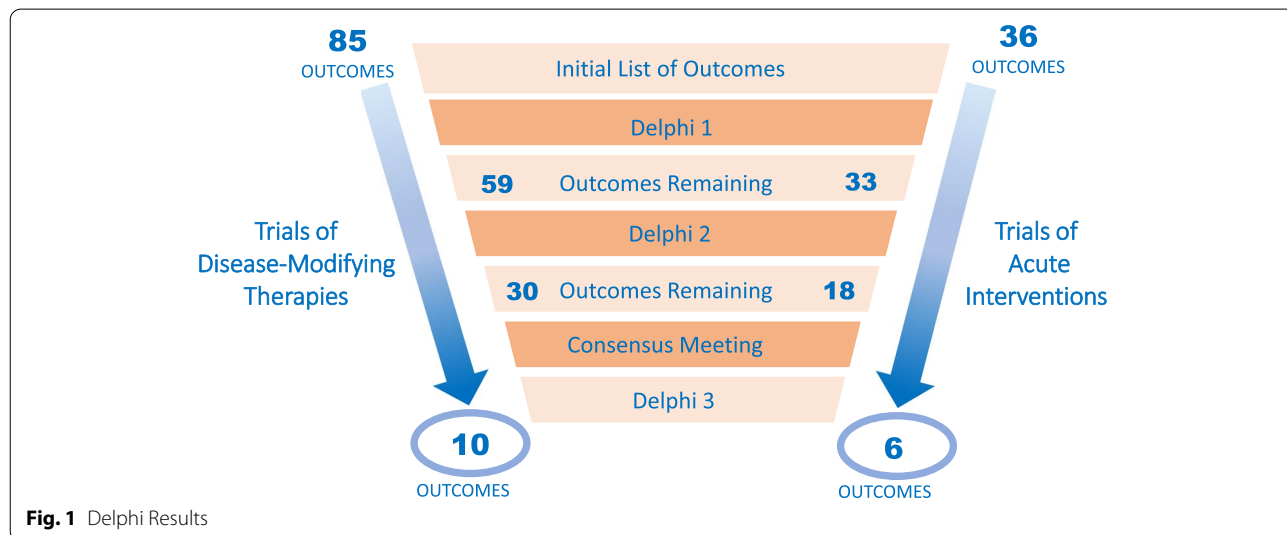 85
OUTCOMES
36
OUTCOMES
Initial List of Outcomes
Delphi 1
59 Outcomes Remaining 33
Delphi 2
30 Outcomes Remaining 18
Consensus Meeting
Delphi 3
Trials of
Disease-Modifying
Therapies
Trials of
Acute
Interventions
10
OUTCOMES
6
OUTCOMES
Fig. 1 Delphi Results